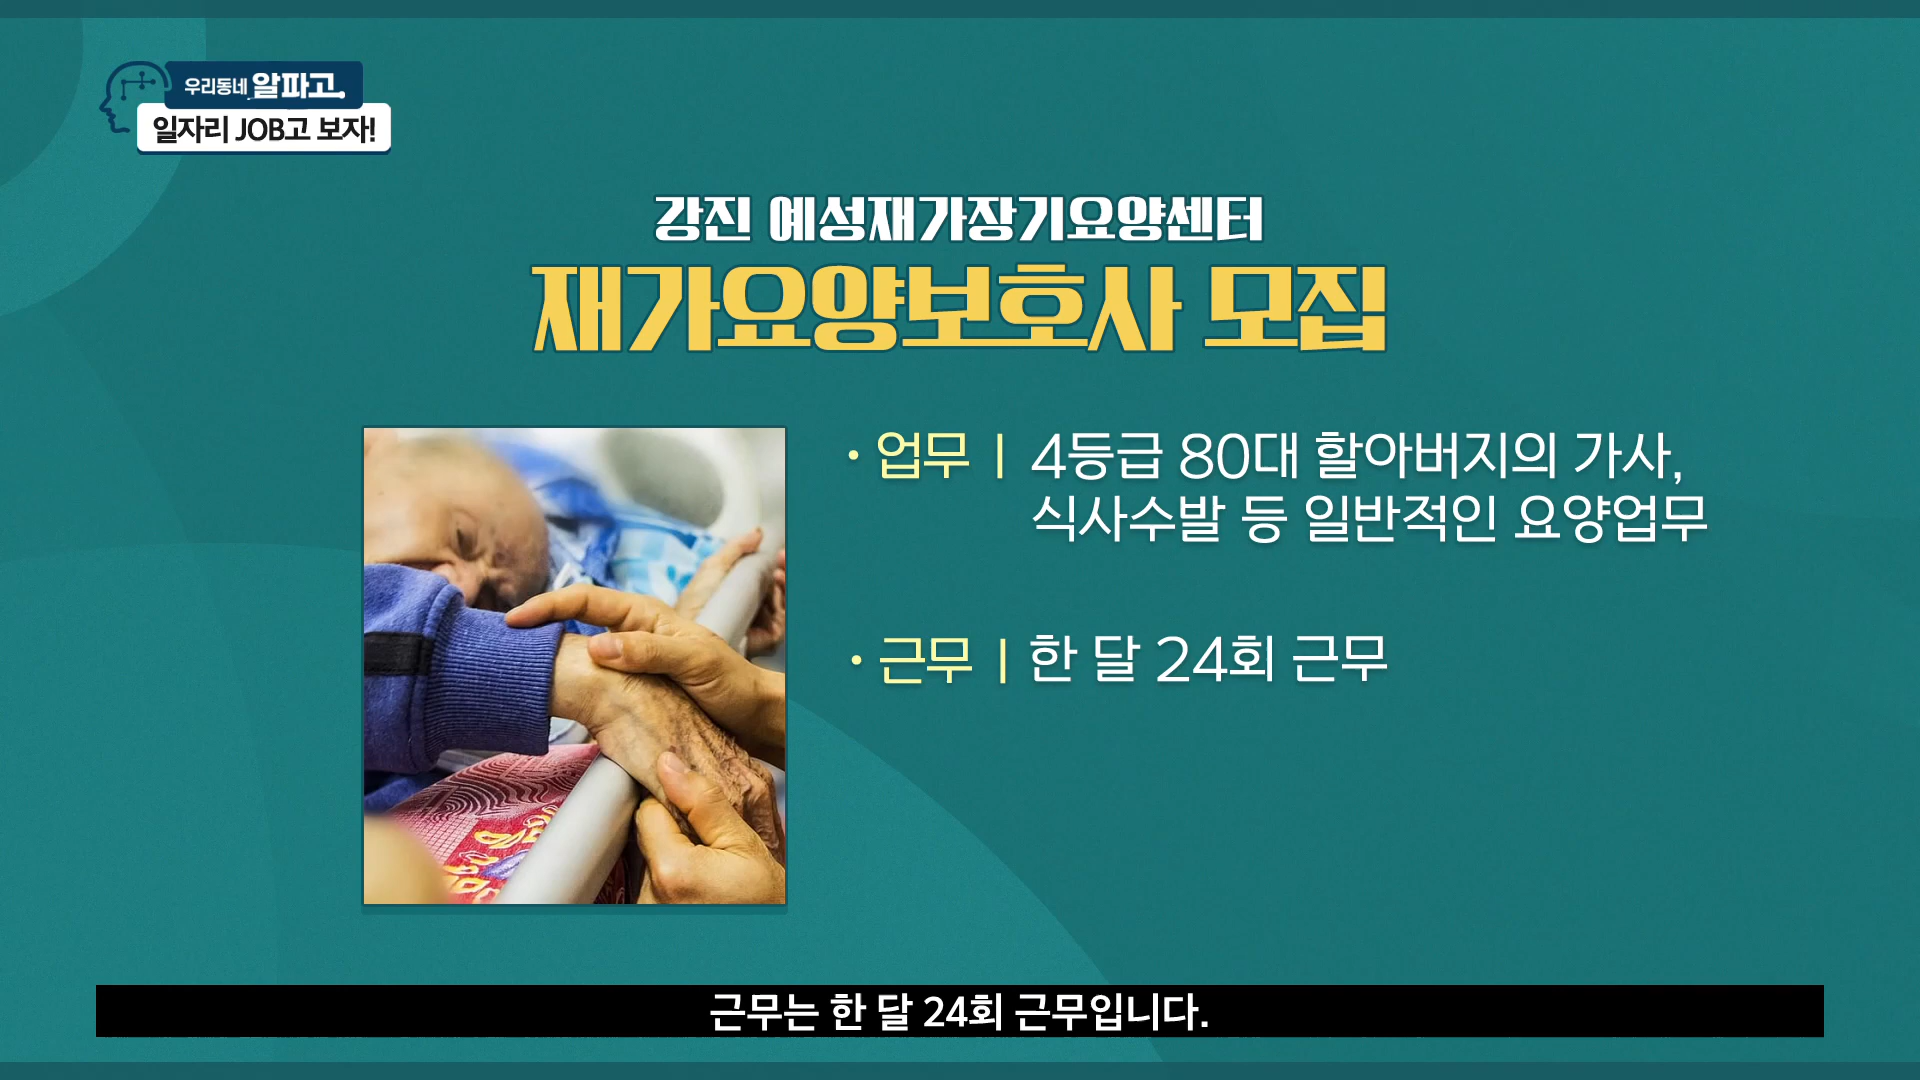 우리동네 알파고
일자리 JOB고 보자!
강진 예성재가장기요양센터
재가요양보호사 모집
· 업무 | 4등급 80대 할아버지의 가사,
식사수발 등 일반적인 요양업무
· 근무 | 한 달 24회 근무
근무는 한 달 24회 근무입니다.